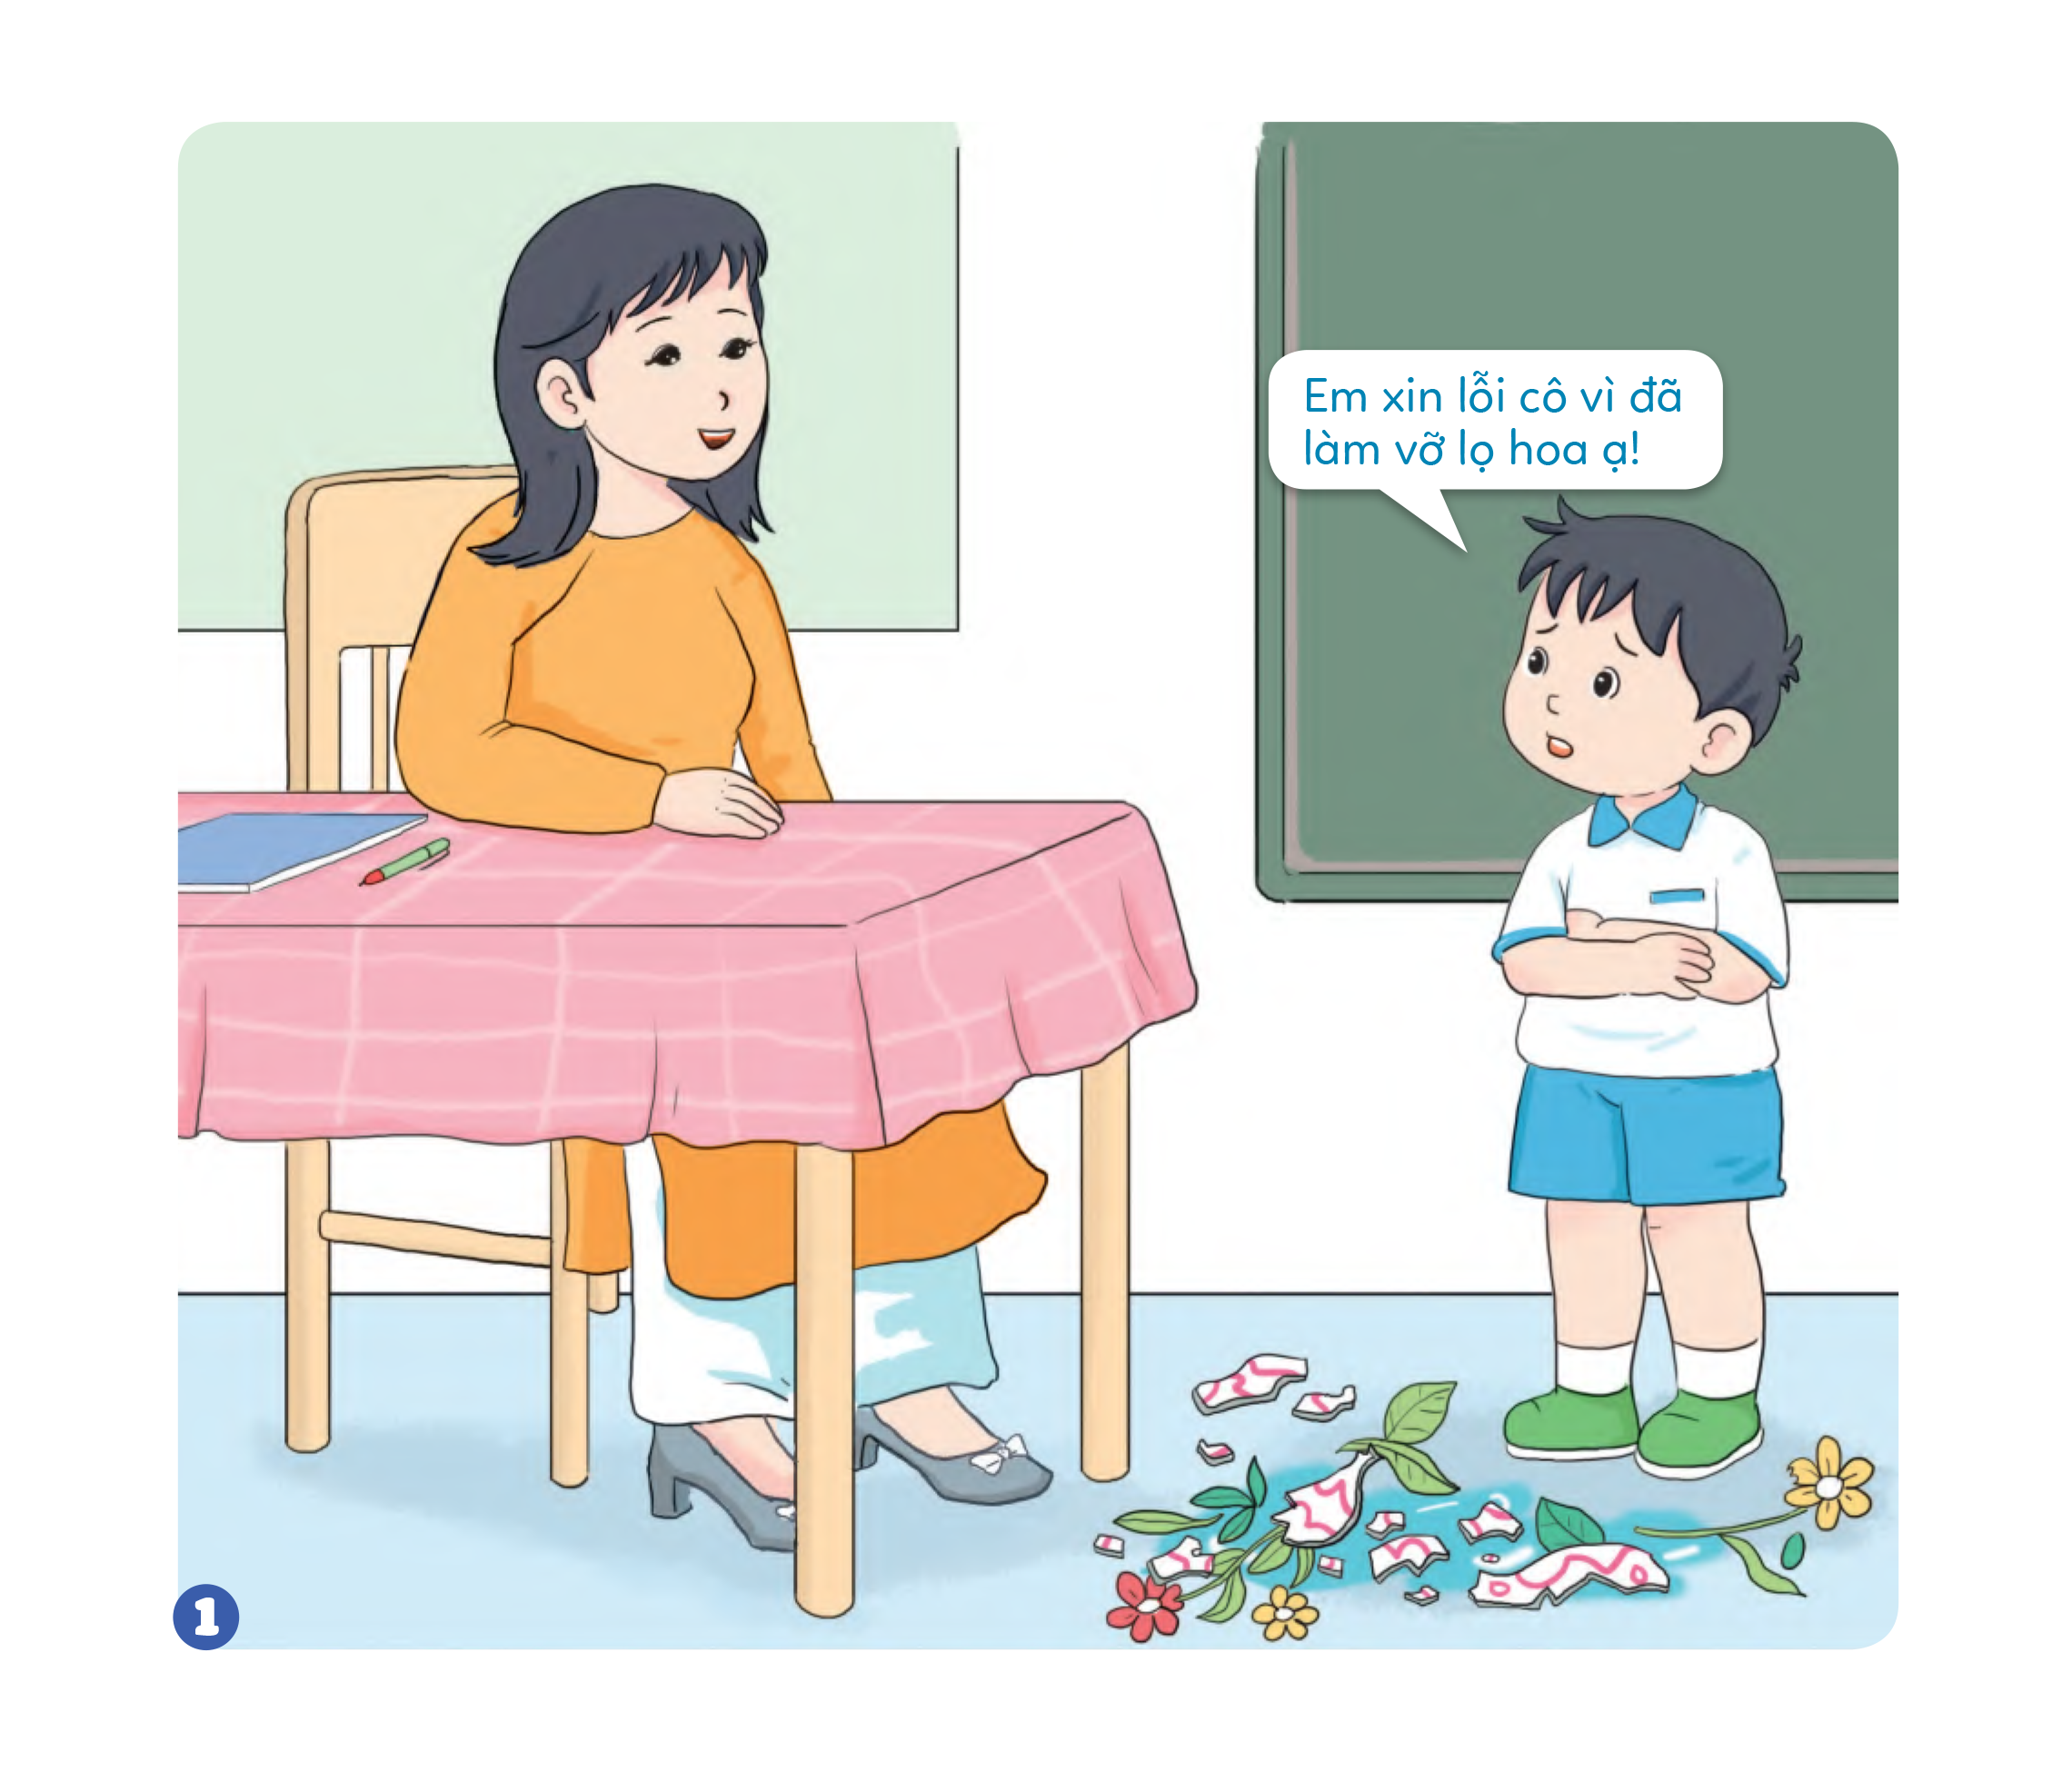 Em xin lỗi cô vì đã
làm vỡ lọ hoa ạ!
1